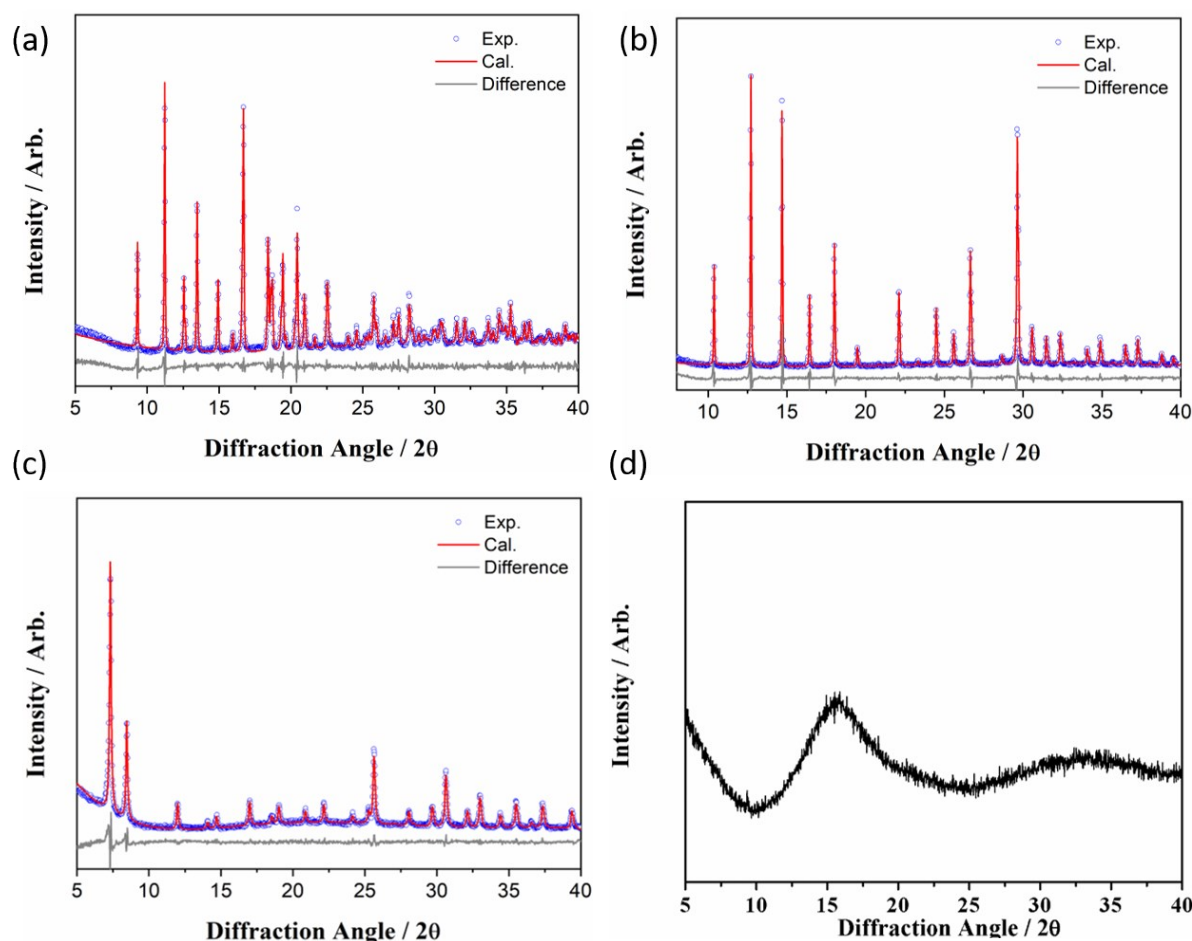 (a)
Exp.
Cal.
Difference
Intensity / Arb.
5 10 15 20 25 30 35 40
Diffraction Angle / 2θ
(b)
Exp.
Cal.
Difference
Intensity / Arb.
10 15 20 25 30 35 40
Diffraction Angle / 2θ
(c)
Exp.
Cal.
Difference
Intensity / Arb.
5 10 15 20 25 30 35 40
Diffraction Angle / 2θ
(d)
Intensity / Arb.
5 10 15 20 25 30 35 40
Diffraction Angle / 2θ